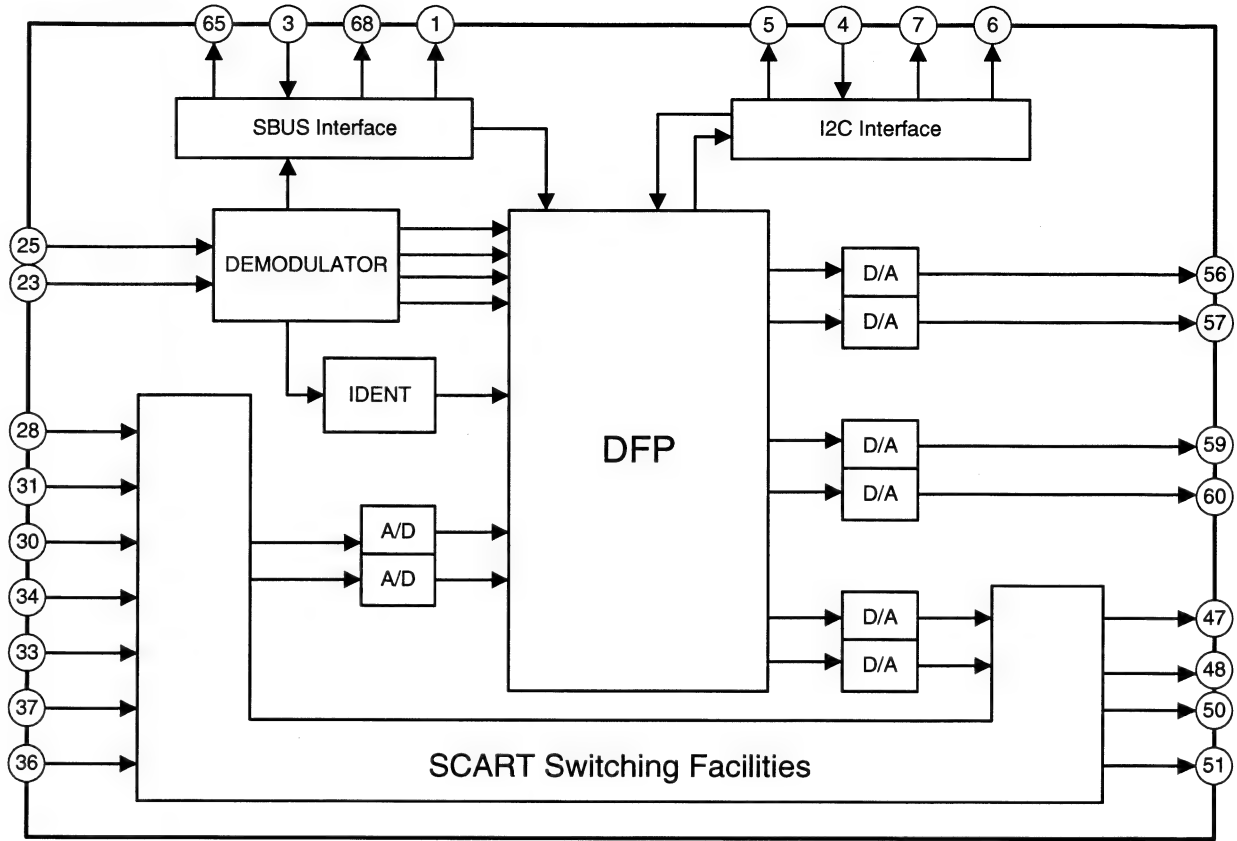 65 3 68 1 5 4 7 6
SBUS Interface
I2C Interface
25
DEMODULATOR
23
D/A
56
D/A
57
IDENT
28
DFP
D/A
59
31
D/A
60
30
A/D
A/D
34
D/A
47
33
D/A
48
37
50
36
SCART Switching Facilities
51